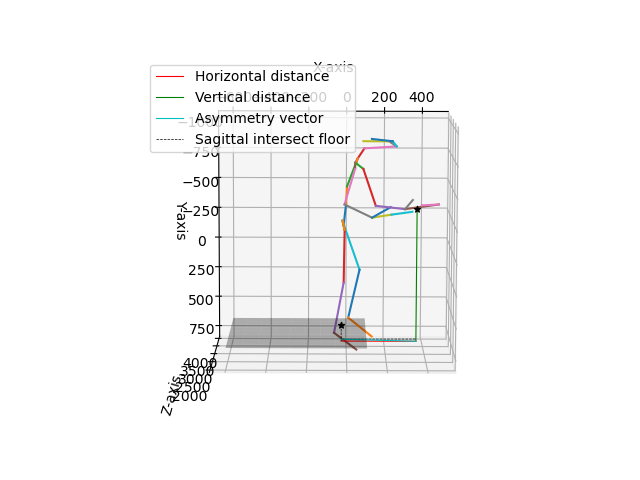 X-axis
Horizontal distance
Vertical distance
Asymmetry vector
Sagittal intersect floor
0
200
400
−750
−500
−250
0
250
500
750
Y-axis
4000
3500
3000
2500
2000
Z-axis